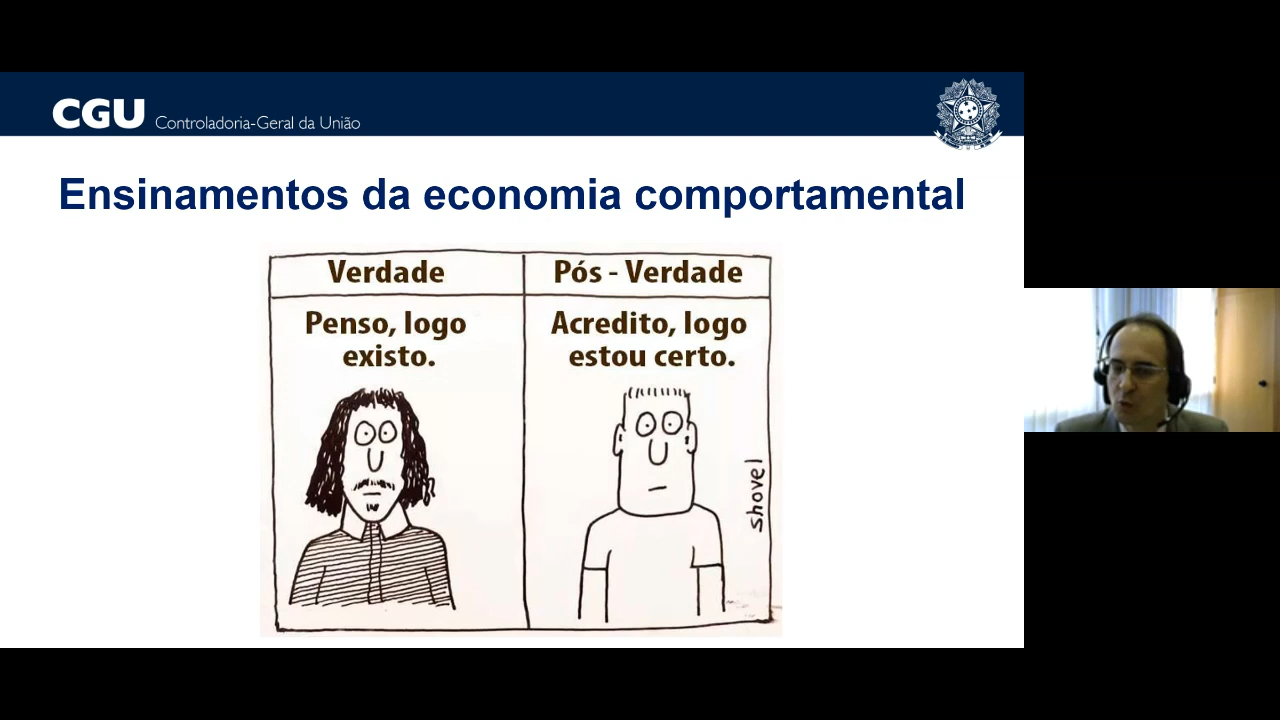 CGU Controladoria-Geral da União
Ensinamentos da economia comportamental
Verdade
Pós - Verdade
Penso, logo
existo.
Acredito, logo
estou certo.
shovel